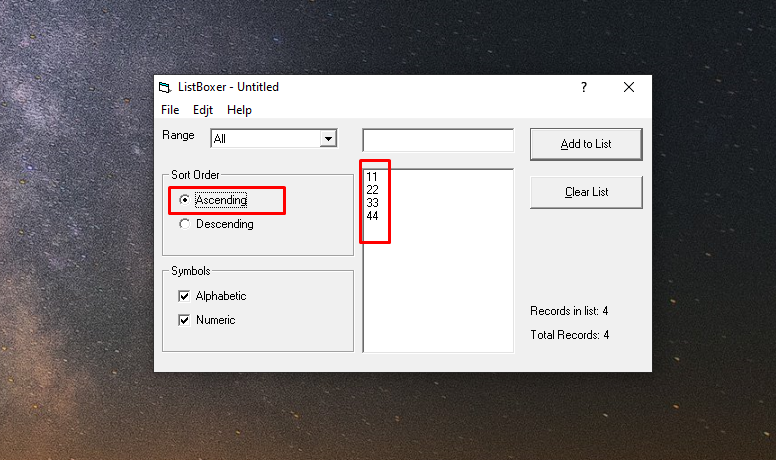 ListBoxer - Untitled
?
File Edjt Help
Range
All
Add to List
Sort Order
Ascending
Descending
11
22
33
44
Clear List
Symbols
Alphabetic
Numeric
Records in list: 4
Total Records: 4